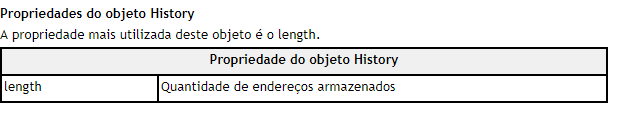 Propriedades do objeto History
A propriedade mais utilizada deste objeto é o length.
Propriedade do objeto History
length Quantidade de endereços armazenados